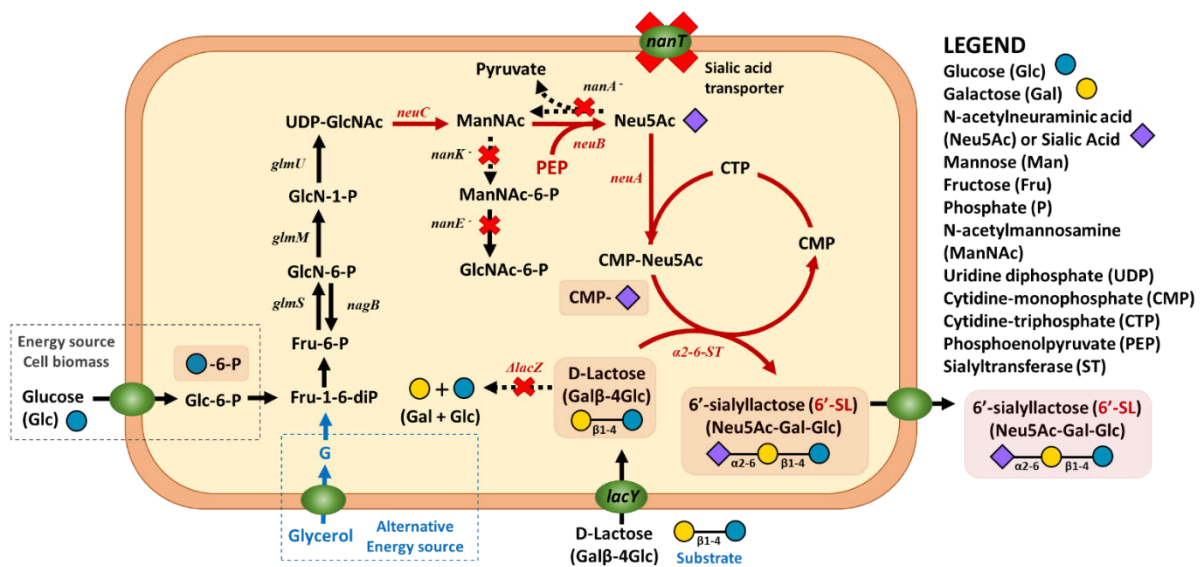 nanT
Sialic acid
transporter
Pyruvate
nanA-
UDP-GlcNAc
neuC
ManNAc
neuB
Neu5Ac
PEP
nanK-
ManNAc-6-P
nanE-
GlcNAc-6-P
glmU
GlcN-1-P
glmM
GlcN-6-P
glmS
nagB
Fru-6-P
Fru-1-6-diP
neuA
CTP
CMP
CMP-Neu5Ac
CMP-
α2-6-ST
Energy source
Cell biomass
Glucose
(Glc)
-6-P
Glc-6-P
G
Glycerol
Alternative
Energy source
+
(Gal + Glc)
ΔlacZ
D-Lactose
(Galβ-4Glc)
β1-4
lacY
D-Lactose
(Galβ-4Glc)
β1-4
Substrate
6’-sialyllactose (6’-SL)
(Neu5Ac-Gal-Glc)
α2-6 β1-4
6’-sialyllactose (6’-SL)
(Neu5Ac-Gal-Glc)
α2-6 β1-4
LEGEND
Glucose (Glc)
Galactose (Gal)
N-acetylneuraminic acid
(Neu5Ac) or Sialic Acid
Mannose (Man)
Fructose (Fru)
Phosphate (P)
N-acetylmannosamine
(ManNAc)
Uridine diphosphate (UDP)
Cytidine-monophosphate (CMP)
Cytidine-triphosphate (CTP)
Phosphoenolpyruvate (PEP)
Sialyltransferase (ST)